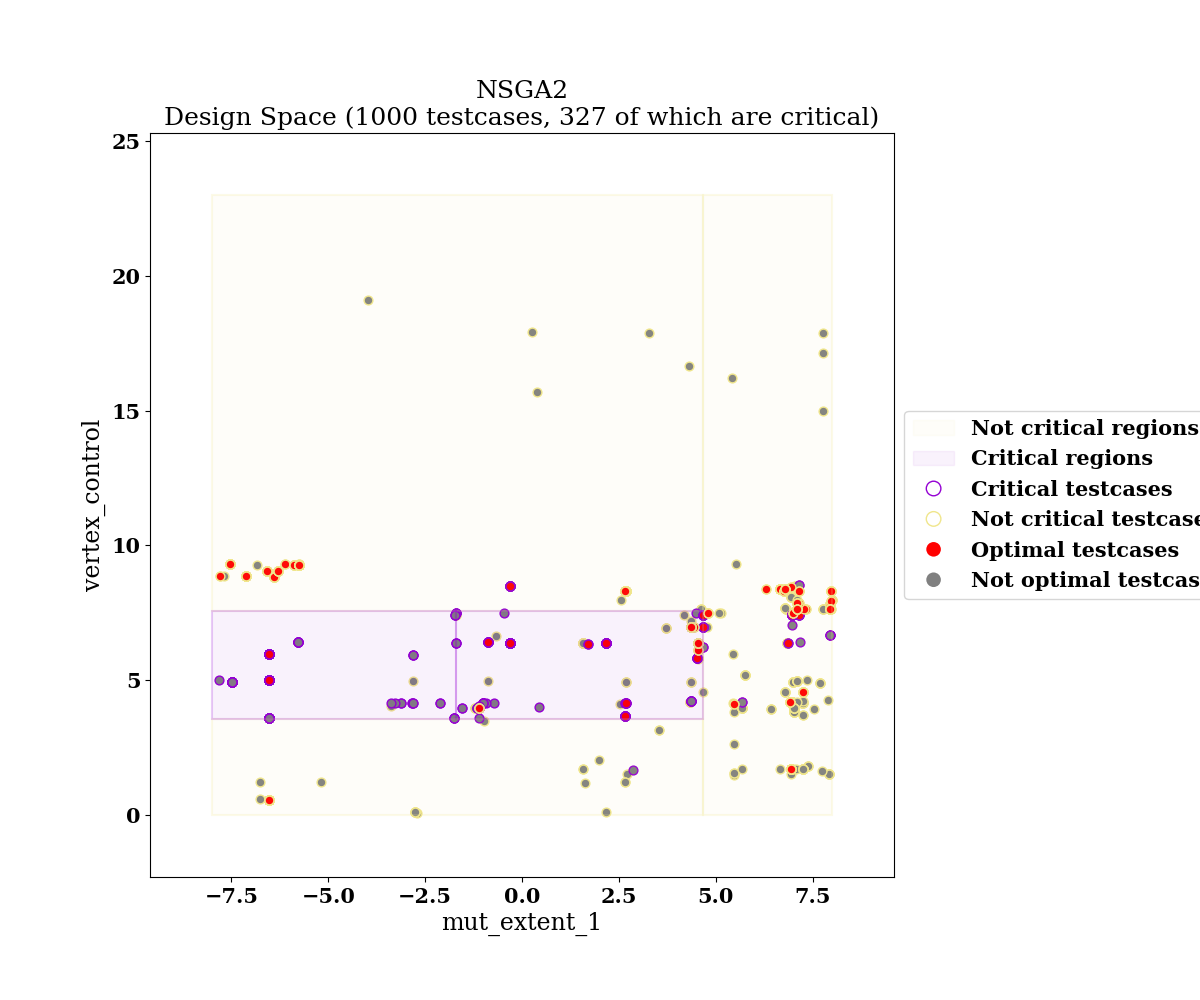 NSGA2
Design Space (1000 testcases, 327 of which are critical)
25
20
15
10
5
0
vertex_control
−7.5 −5.0 −2.5 0.0 2.5 5.0 7.5
mut_extent_1
Not critical regions
Critical regions
Critical testcases
Not critical testcase
Optimal testcases
Not optimal testcas